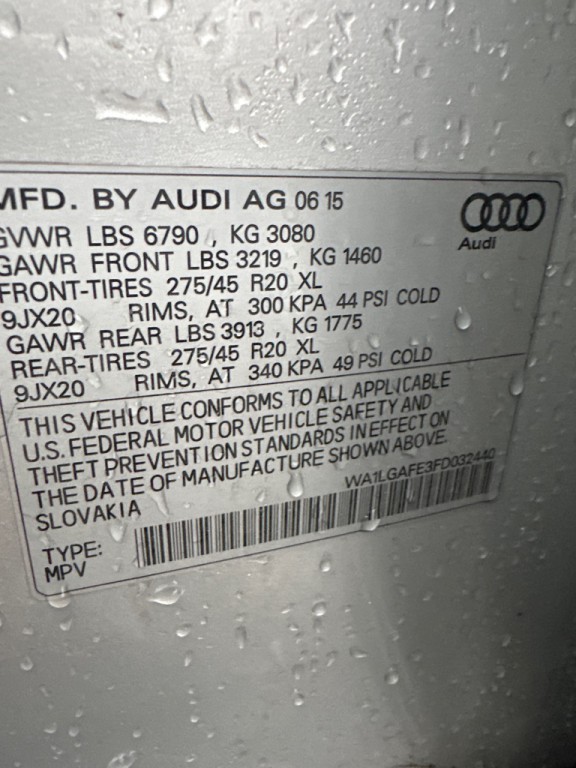 MFD. BY AUDI AG 06 15
GVWR LBS 6790 , KG 3080
GAWR FRONT LBS 3219 , KG 1460
FRONT-TIRES 275/45 R20 XL
9JX20 RIMS, AT 300 KPA 44 PSI COLD
GAWR REAR LBS 3913 , KG 1775
REAR-TIRES 275/45 R20 XL
9JX20 RIMS, AT 340 KPA 49 PSI COLD
Audi
THIS VEHICLE CONFORMS TO ALL APPLICABLE
U.S. FEDERAL MOTOR VEHICLE SAFETY AND
THEFT PREVENTION STANDARDS IN EFFECT ON
THE DATE OF MANUFACTURE SHOWN ABOVE.
SLOVAKIA
WA1LGAFE3FD032440
TYPE:
MPV